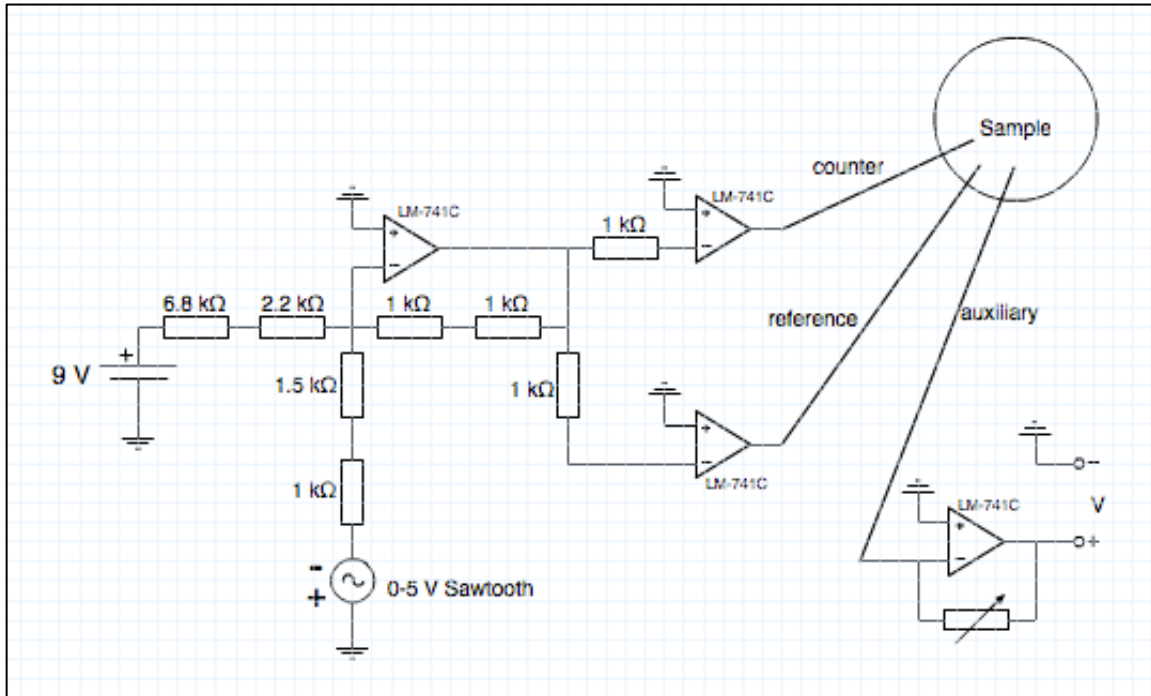 Sample
counter
LM-741C
LM-741C
1 kΩ
6.8 kΩ
2.2 kΩ
1 kΩ
1 kΩ
reference
auxiliary
+
-
+
-
+
9 V
1.5 kΩ
1 kΩ
+
-
LM-741C
1 kΩ
-
LM-741C
V
+
-
+
-
+
0-5 V Sawtooth